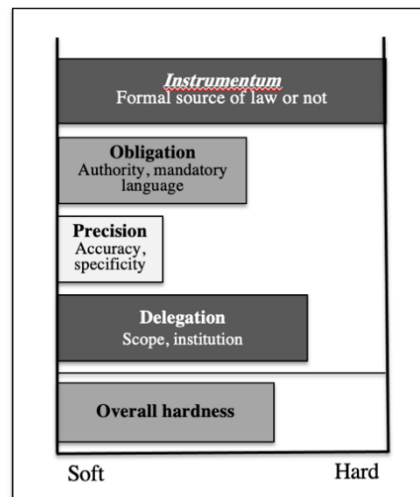 Instrumentum
Formal source of law or not
Obligation
Authority, mandatory
language
Precision
Accuracy,
specificity
Delegation
Scope, institution
Overall hardness
Soft
Hard